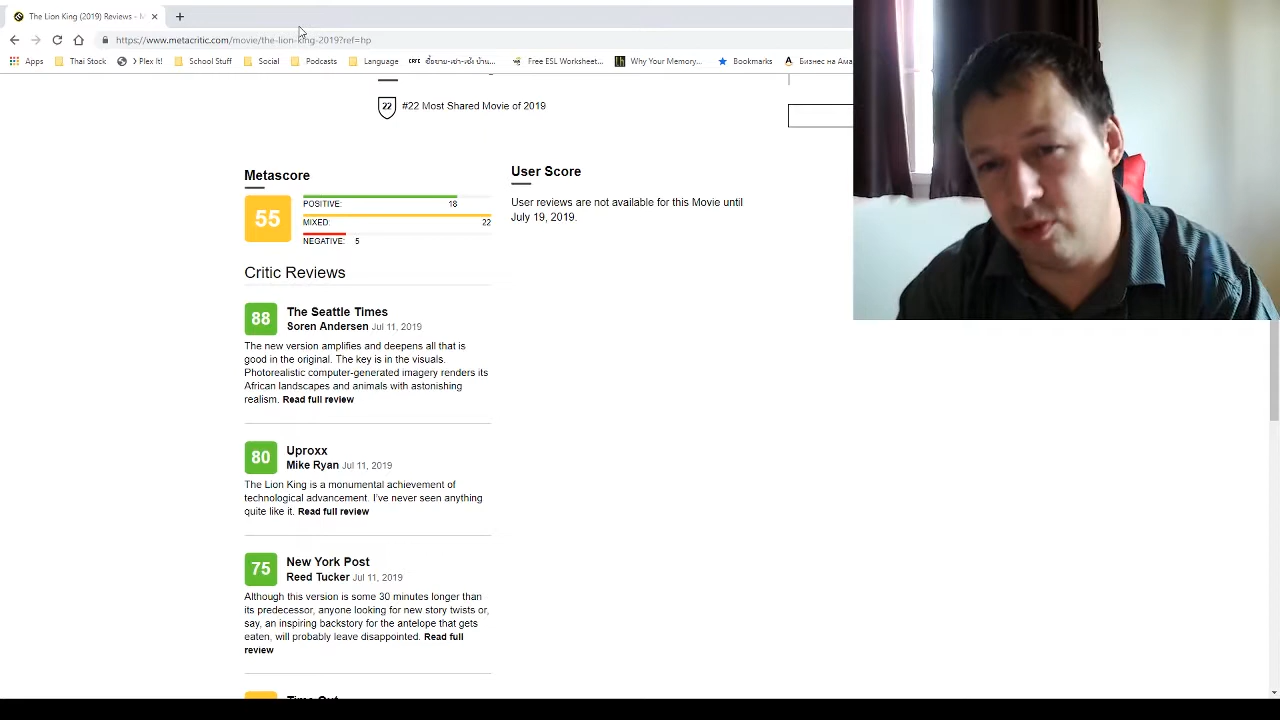 The Lion King (2019) Reviews -
https://www.metacritic.com/movie/the-lion-king-2019?ref=hp
Apps Thai Stock > Plex It! School Stuff Social Podcasts Language Free ESL Worksheet... Why Your Memory... Bookmarks Бизнес на Ама
22 #22 Most Shared Movie of 2019
Metascore
55
POSITIVE: 18
MIXED: 22
NEGATIVE: 5
User Score
User reviews are not available for this Movie until
July 19, 2019.
Critic Reviews
88 The Seattle Times
Soren Andersen Jul 11, 2019
The new version amplifies and deepens all that is
good in the original. The key is in the visuals.
Photorealistic computer-generated imagery renders its
African landscapes and animals with astonishing
realism. Read full review
80 Uproxx
Mike Ryan Jul 11, 2019
The Lion King is a monumental achievement of
technological advancement. I've never seen anything
quite like it. Read full review
75 New York Post
Reed Tucker Jul 11, 2019
Although this version is some 30 minutes longer than
its predecessor, anyone looking for new story twists or,
say, an inspiring backstory for the antelope that gets
eaten, will probably leave disappointed. Read full
review
Time Out